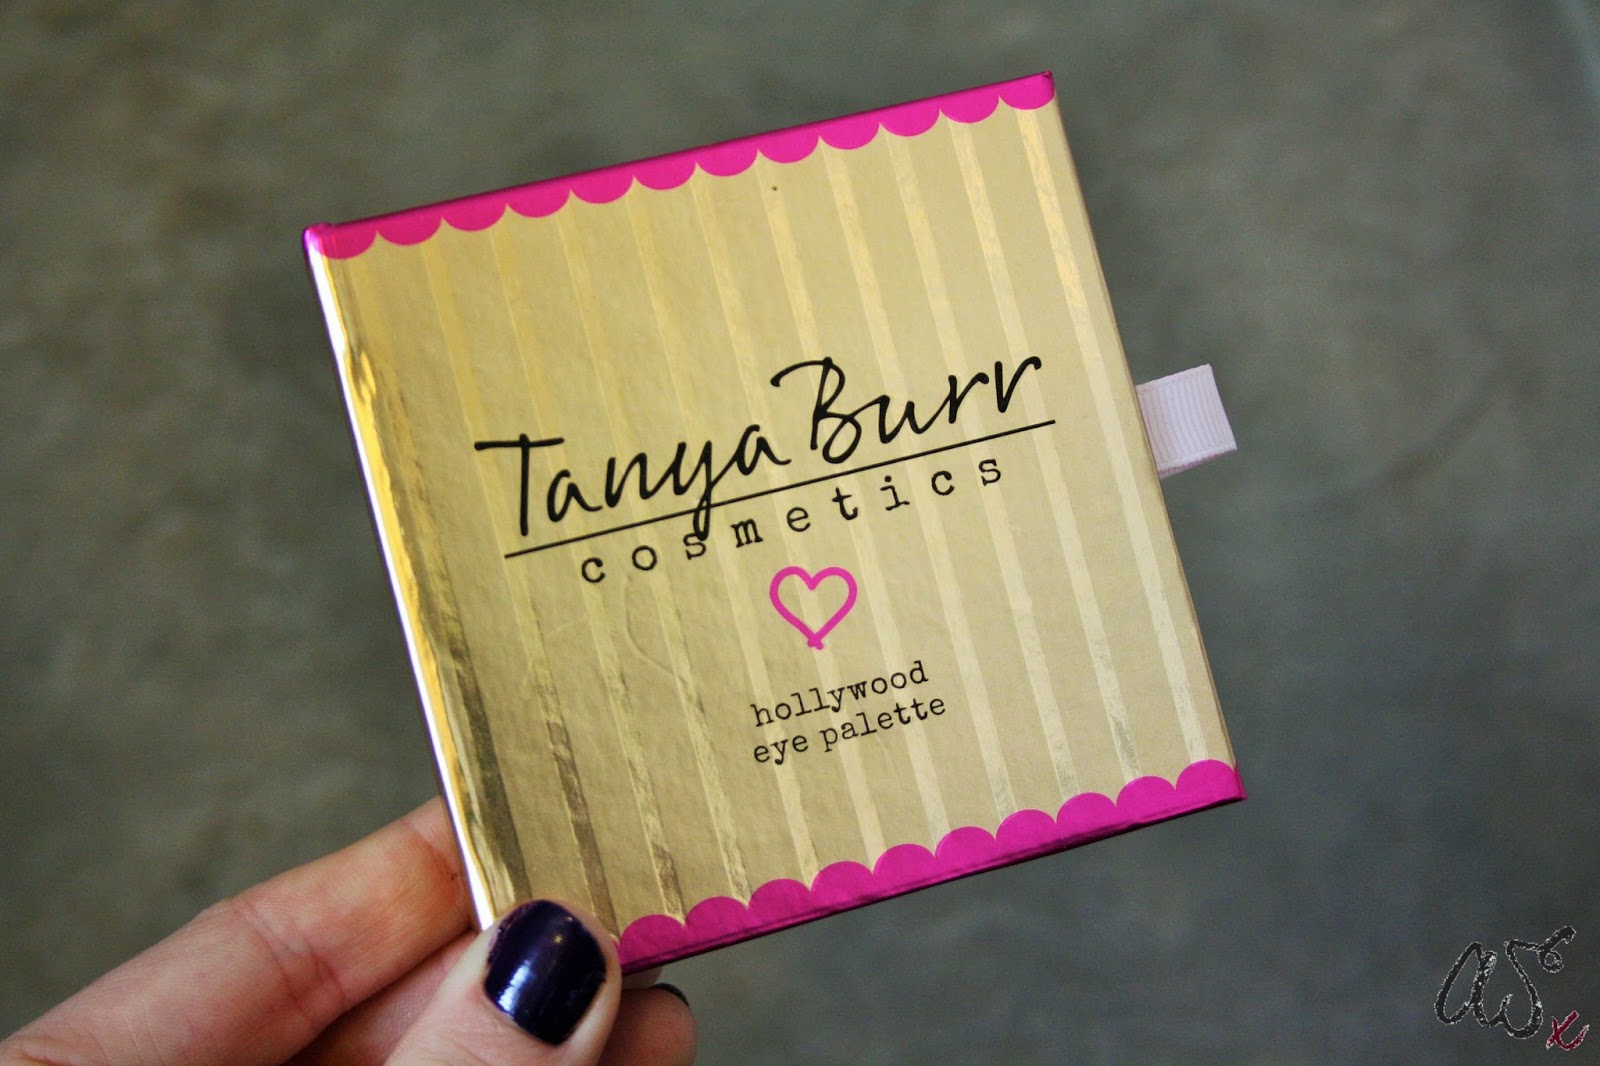 Tanya Burr
cosmetics
hollywood
eye palette